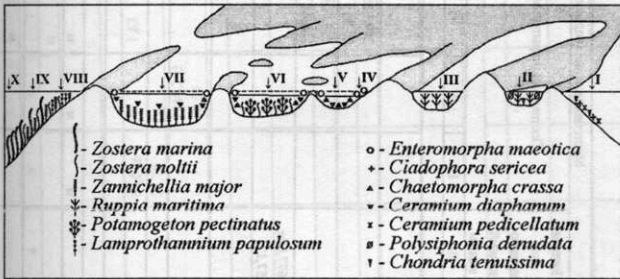 X IX VIII VII VI V IV III II I
- Zostera marina
- Zostera noltii
- Zannichellia major
- Ruppia maritima
- Potamogeton pectinatus
- Lamprothamnium papulosum
- Enteromorpha maeotica
- Ciadophora sericea
- Chaetomorpha crassa
- Ceramium diaphanum
- Ceramium pedicellatum
- Polysiphonia denudata
- Chondria tenuissima